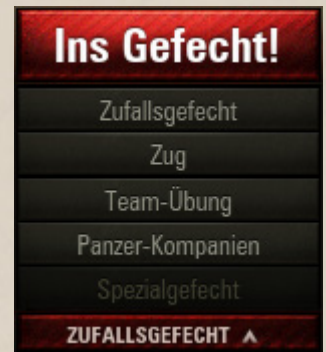 Ins Gefecht!
Zufallsgefecht
Zug
Team-Übung
Panzer-Kompanien
Spezialgefecht
ZUFALLSGEFECHT